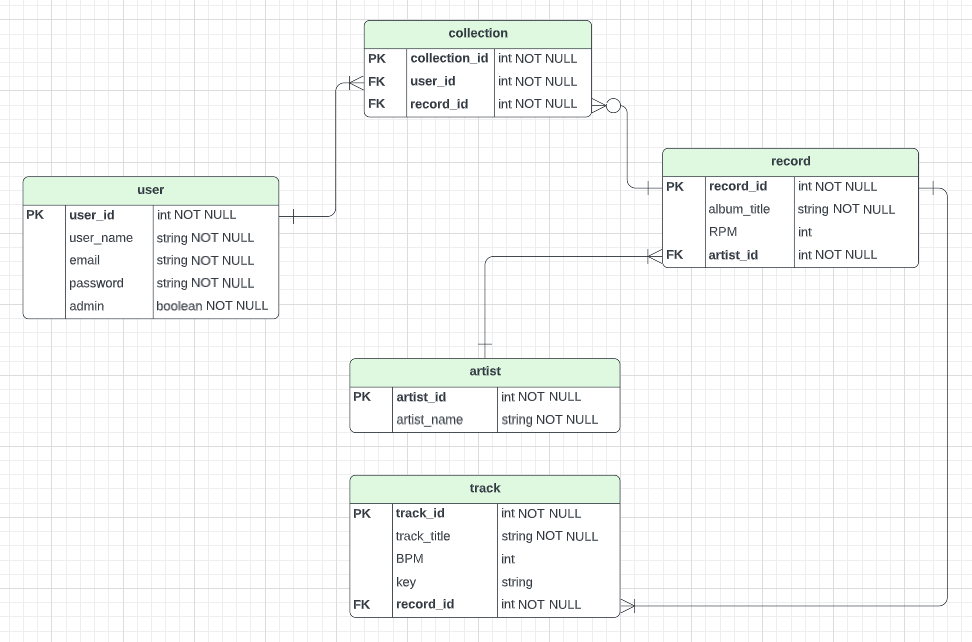 collection
PK collection_id int NOT NULL
FK user_id int NOT NULL
FK record_id int NOT NULL
record
PK record_id int NOT NULL
album_title string NOT NULL
RPM int
FK artist_id int NOT NULL
user
PK user_id int NOT NULL
user_name string NOT NULL
email string NOT NULL
password string NOT NULL
admin boolean NOT NULL
artist
PK artist_id int NOT NULL
artist_name string NOT NULL
track
PK track_id int NOT NULL
track_title string NOT NULL
BPM int
key string
FK record_id int NOT NULL